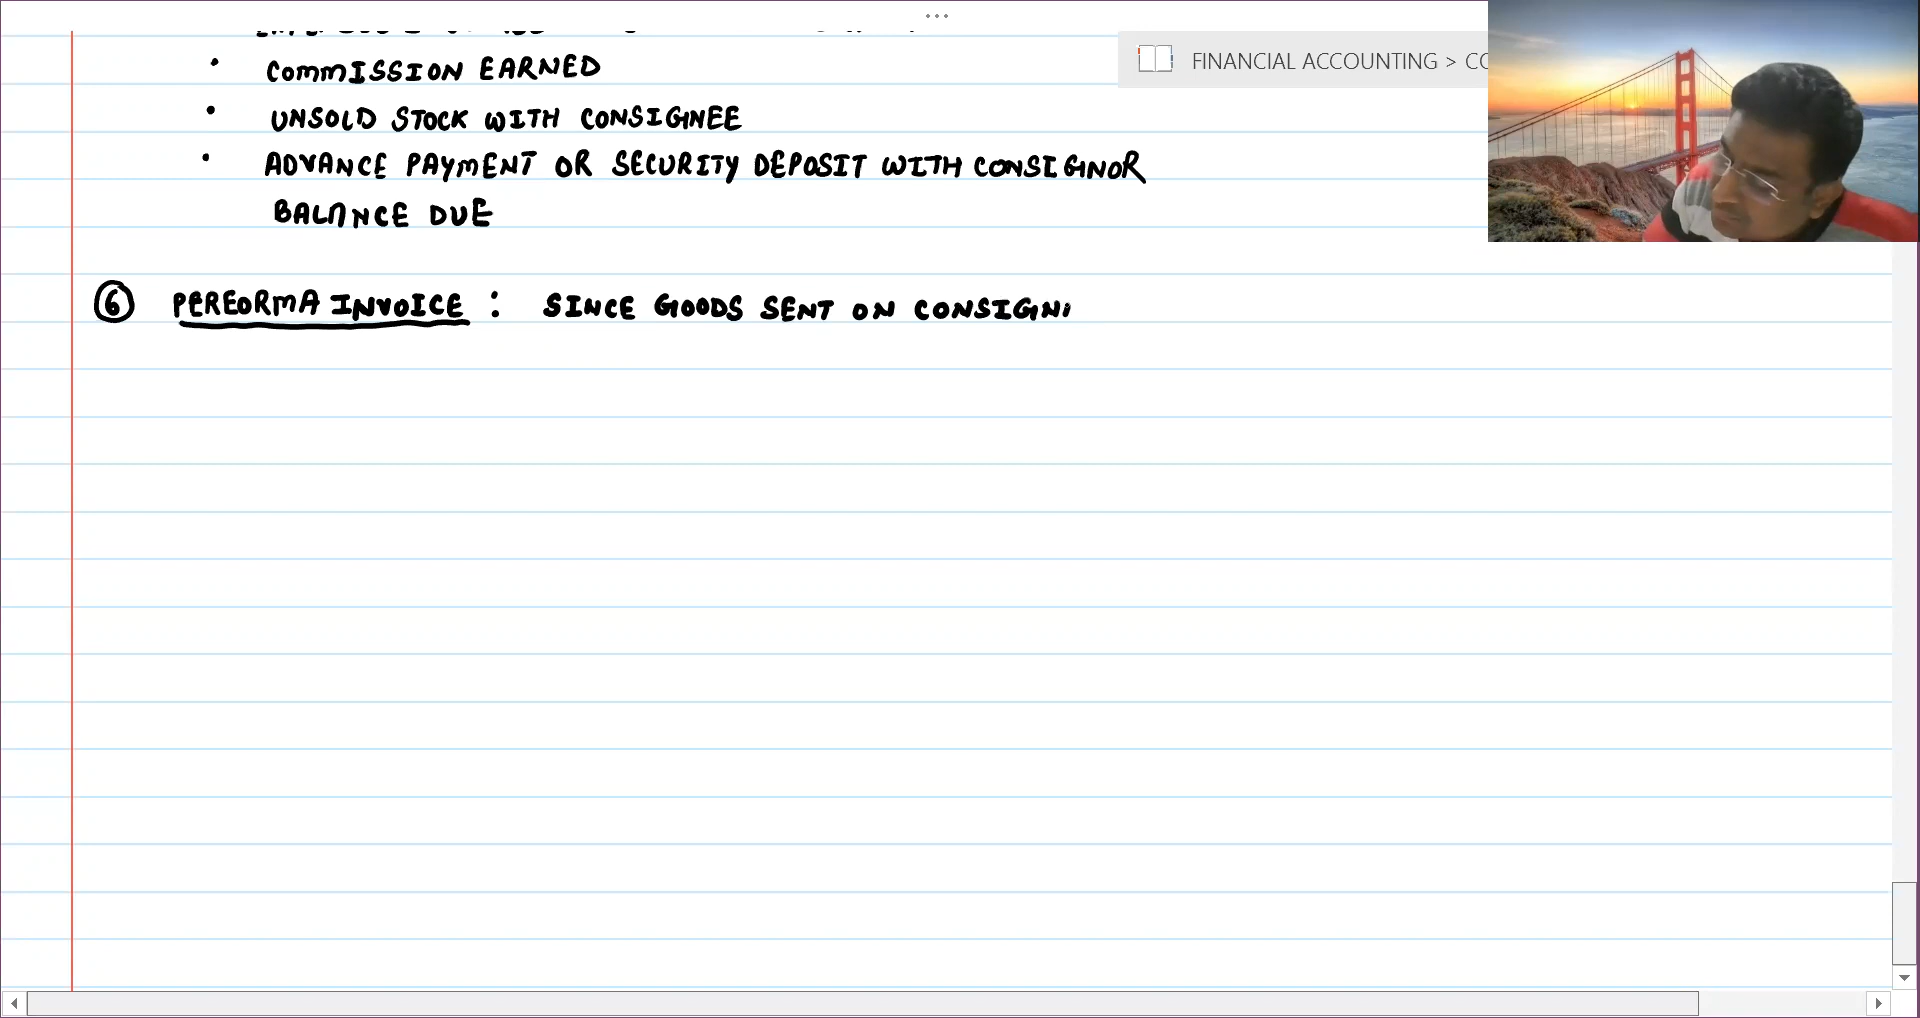 • COMMISSION EARNED
FINANCIAL ACCOUNTING > CO
• UNSOLD STOCK WITH CONSIGNEE
• ADVANCE PAYMENT OR SECURITY DEPOSIT WITH CONSIGNOR
BALANCE DUE
⑥ PEREORMA INVOICE : SINCE GOODS SENT ON CONSIGN